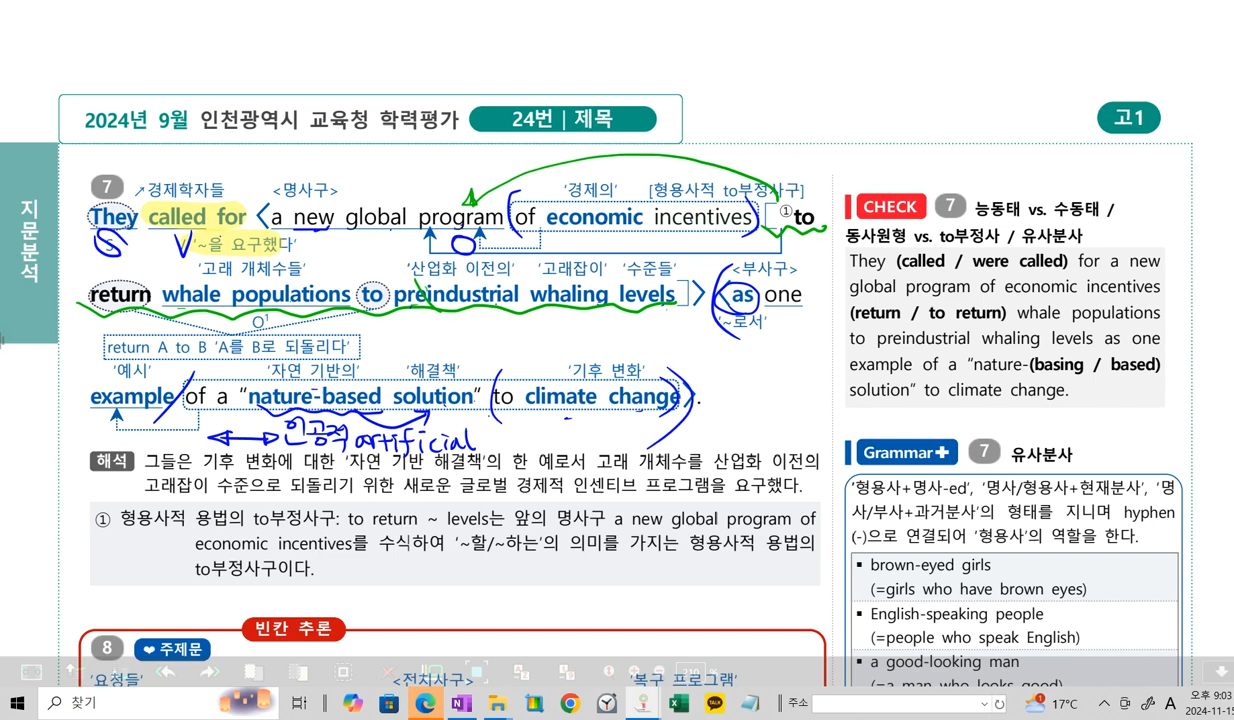 2024년 9월 인천광역시 교육청 학력평가 24번 | 제목
고1
지문분석
7 ↗경제학자들 <명사구> '경제의' [형용사적 to부정사구]
They called for <a new global program of economic incentives [①to
S V '~을 요구했다' O
'고래 개체수들' '산업화 이전의' '고래잡이' '수준들' <부사구>
return whale populations to preindustrial whaling levels]> <as one
O¹ '~로서'
return A to B 'A를 B로 되돌리다'
'예시' '자연 기반의' '해결책' '기후 변화'
example of a "nature-based solution" to climate change>.
인공적 artificial
해석 그들은 기후 변화에 대한 '자연 기반 해결책'의 한 예로서 고래 개체수를 산업화 이전의
고래잡이 수준으로 되돌리기 위한 새로운 글로벌 경제적 인센티브 프로그램을 요구했다.
① 형용사적 용법의 to부정사구: to return ~ levels는 앞의 명사구 a new global program of
economic incentives를 수식하여 '~할/~하는'의 의미를 가지는 형용사적 용법의
to부정사구이다.
빈칸 추론
8 ❤ 주제문
'요청들' <전치사구> '복구 프로그램'
CHECK 7 능동태 vs. 수동태 /
동사원형 vs. to부정사 / 유사분사
They (called / were called) for a new
global program of economic incentives
(return / to return) whale populations
to preindustrial whaling levels as one
example of a "nature-(basing / based)
solution" to climate change.
Grammar+ 7 유사분사
'형용사+명사-ed', '명사/형용사+현재분사', '명
사/부사+과거분사'의 형태를 지니며 hyphen
(-)으로 연결되어 '형용사'의 역할을 한다.
▪ brown-eyed girls
(=girls who have brown eyes)
▪ English-speaking people
(=people who speak English)
▪ a good-looking man
(=a man who looks good)
찾기
주소
17°C
A
오후 9:03
2024-11-15